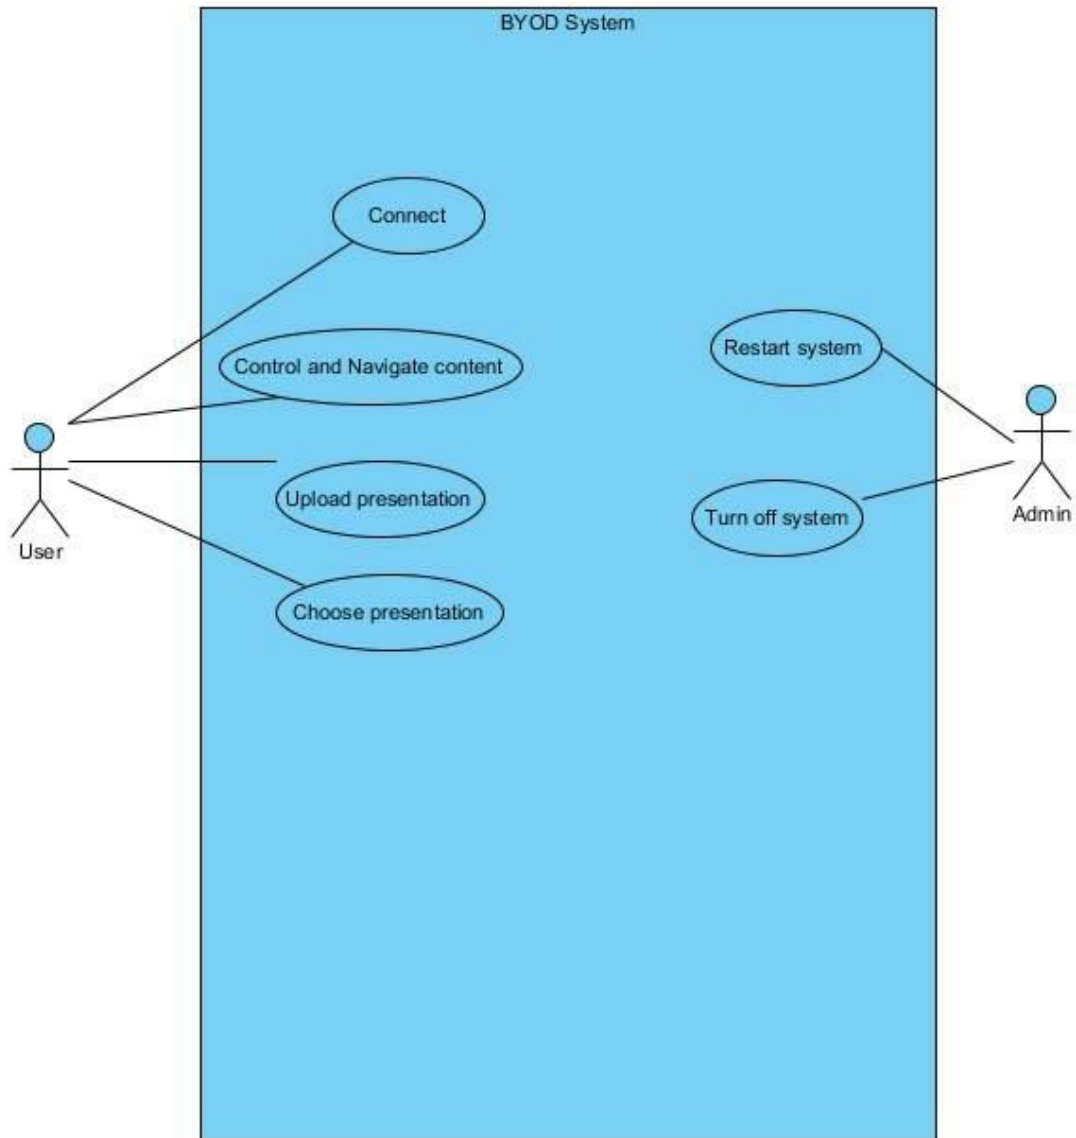 BYOD System
Connect
Control and Navigate content
Restart system
Upload presentation
Turn off system
Admin
User
Choose presentation